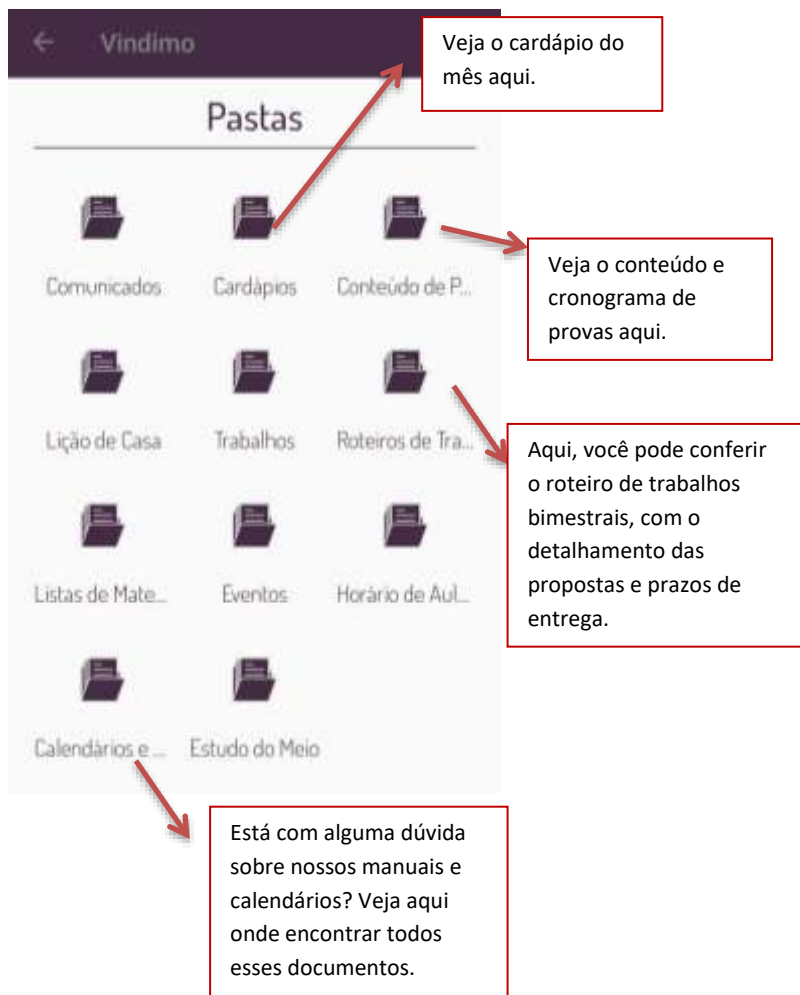 Vindimo
Veja o cardápio do
mês aqui.
Pastas
Comunicados
Cardápios
Conteúdo de P...
Veja o conteúdo e
cronograma de
provas aqui.
Lição de Casa
Trabalhos
Roteiros de Tra...
Aqui, você pode conferir
o roteiro de trabalhos
bimestrais, com o
detalhamento das
propostas e prazos de
entrega.
Listas de Mate...
Eventos
Horário de Aul...
Calendários e ...
Estudo do Meio
Está com alguma dúvida
sobre nossos manuais e
calendários? Veja aqui
onde encontrar todos
esses documentos.